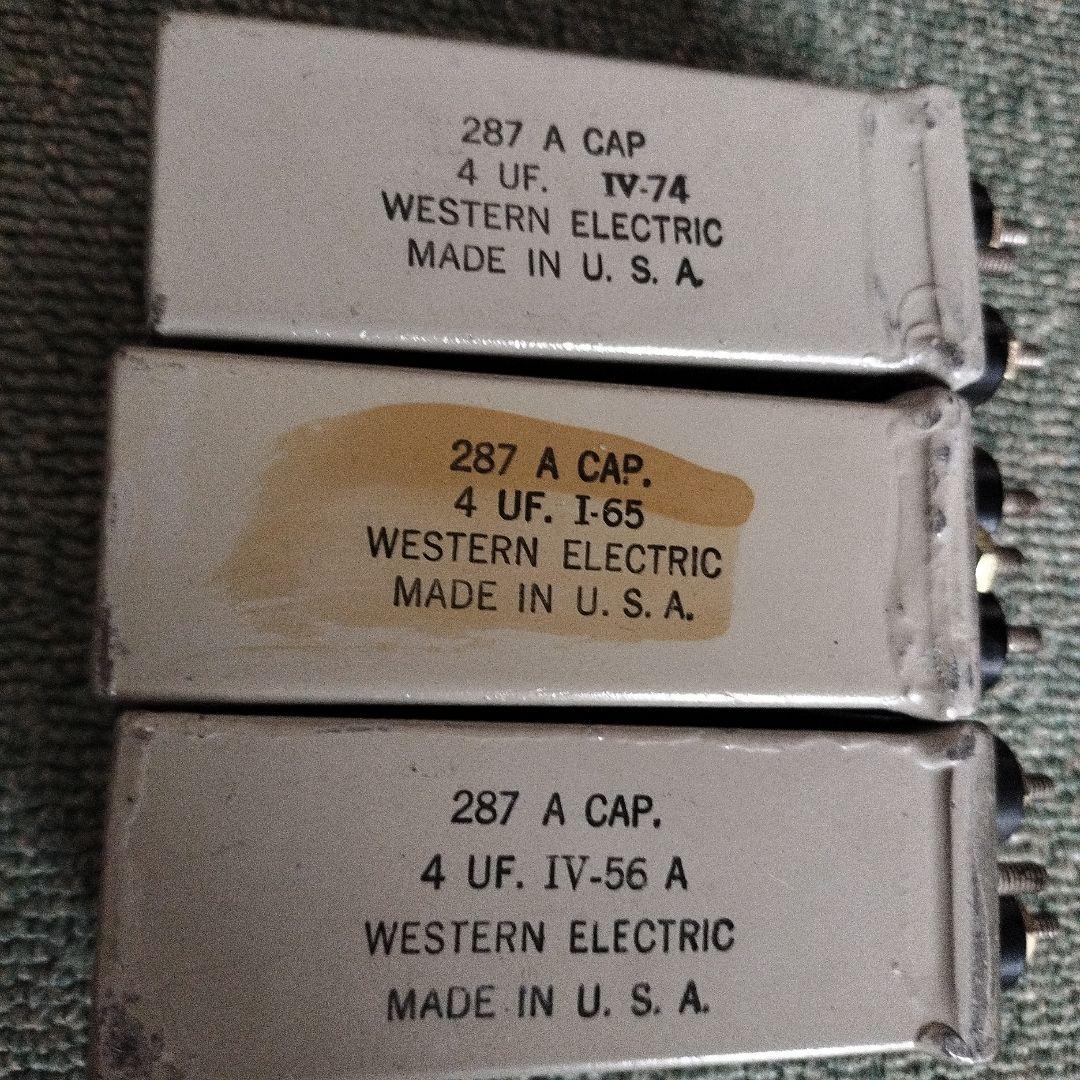 287 A CAP
4 UF. IV-74
WESTERN ELECTRIC
MADE IN U. S. A.
287 A CAP.
4 UF. I-65
WESTERN ELECTRIC
MADE IN U. S. A.
287 A CAP.
4 UF. IV-56 A
WESTERN ELECTRIC
MADE IN U. S. A.